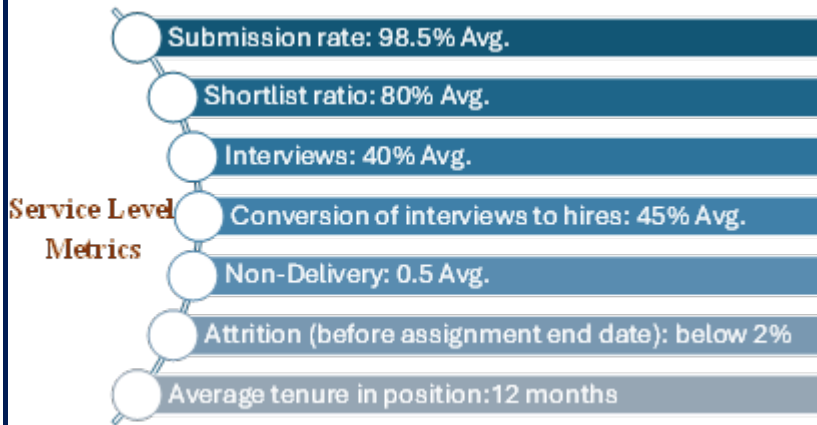 Submission rate: 98.5% Avg.
Shortlist ratio: 80% Avg.
Interviews: 40% Avg.
Service Level
Metrics
Conversion of interviews to hires: 45% Avg.
Non-Delivery: 0.5 Avg.
Attrition (before assignment end date): below 2%
Average tenure in position:12 months